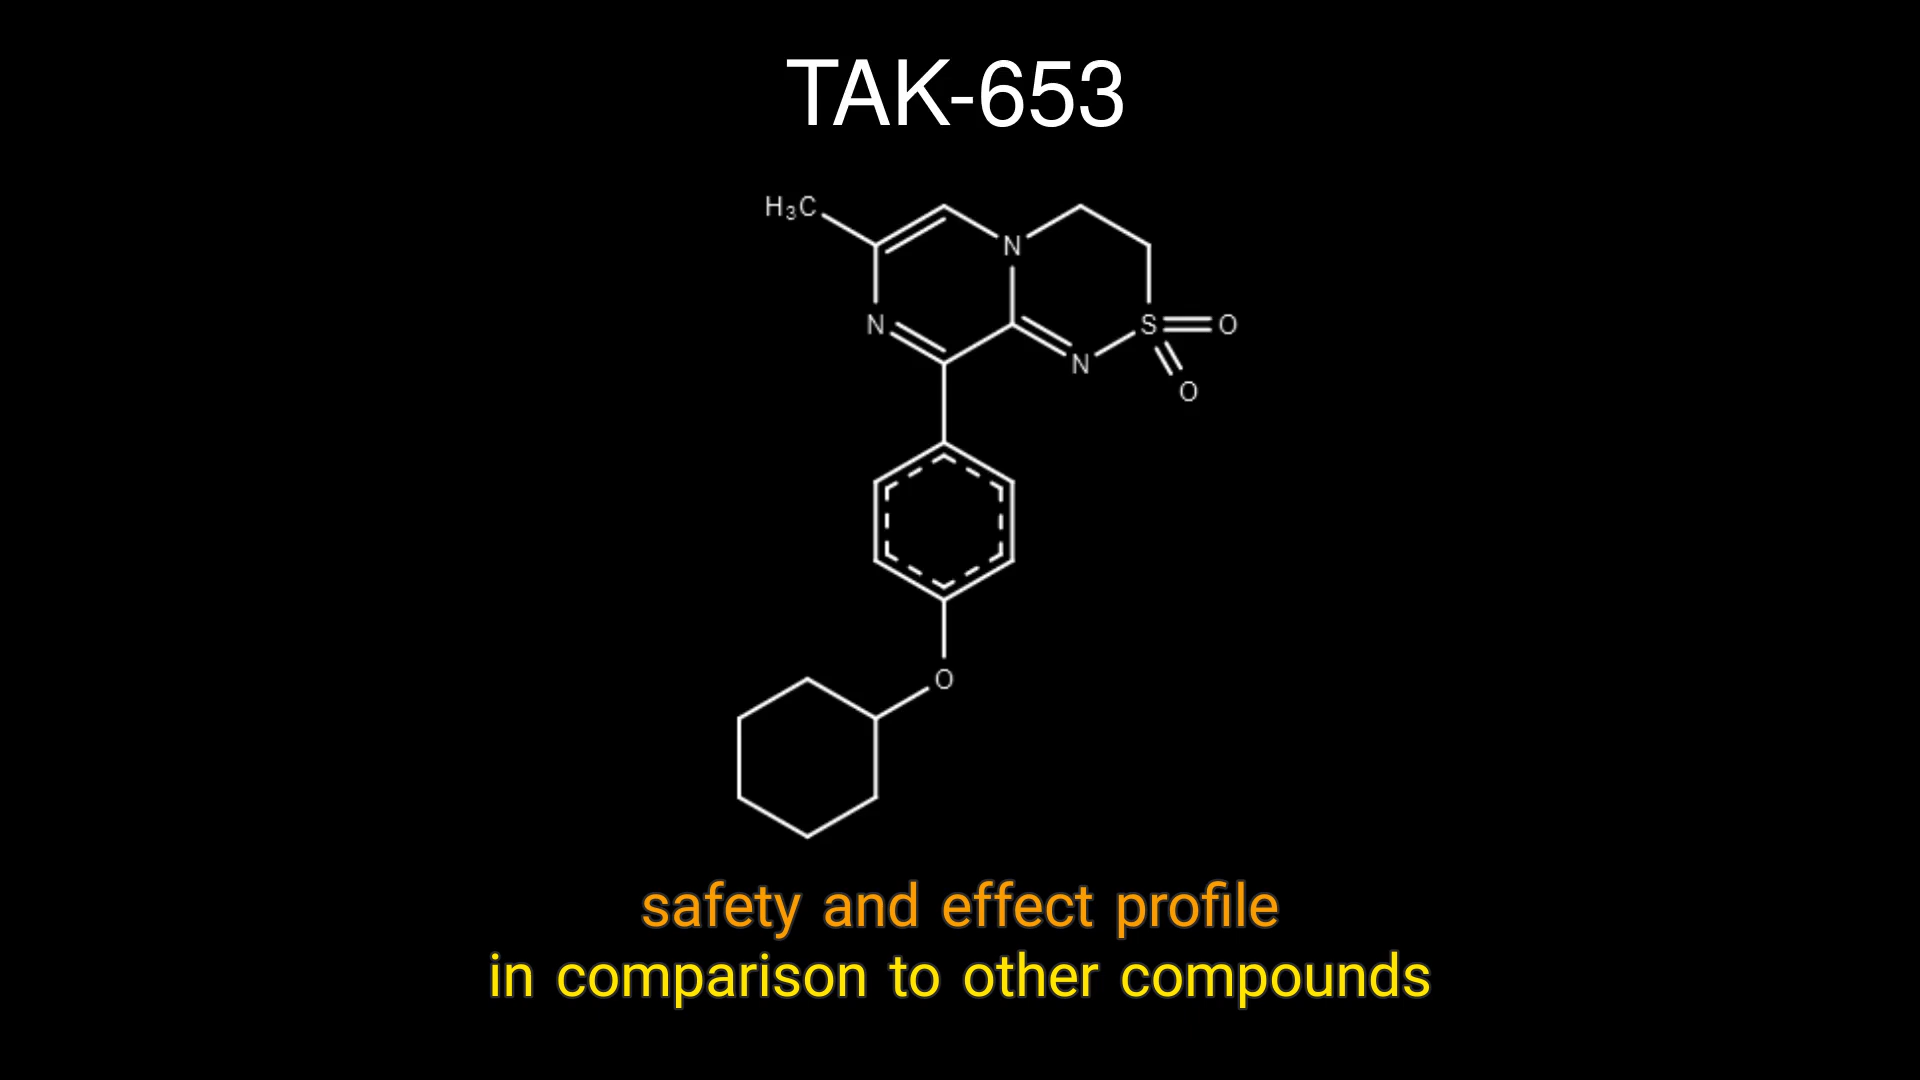 TAK-653
H₃C
N
N
S
O
N
O
O
safety and effect profile
in comparison to other compounds